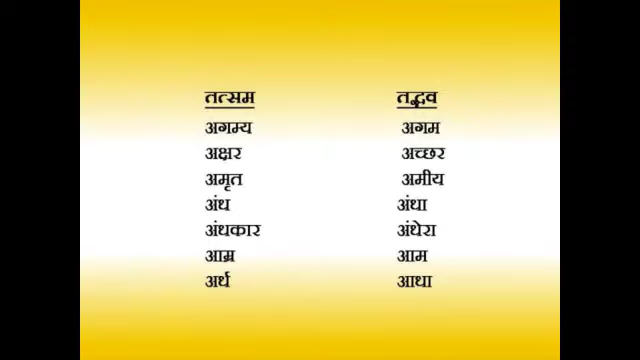 तत्सम तद्भव
अगम्य अगम
अक्षर अच्छर
अमृत अमीय
अंध अंधा
अंधकार अंधेरा
आम्र आम
अर्ध आधा